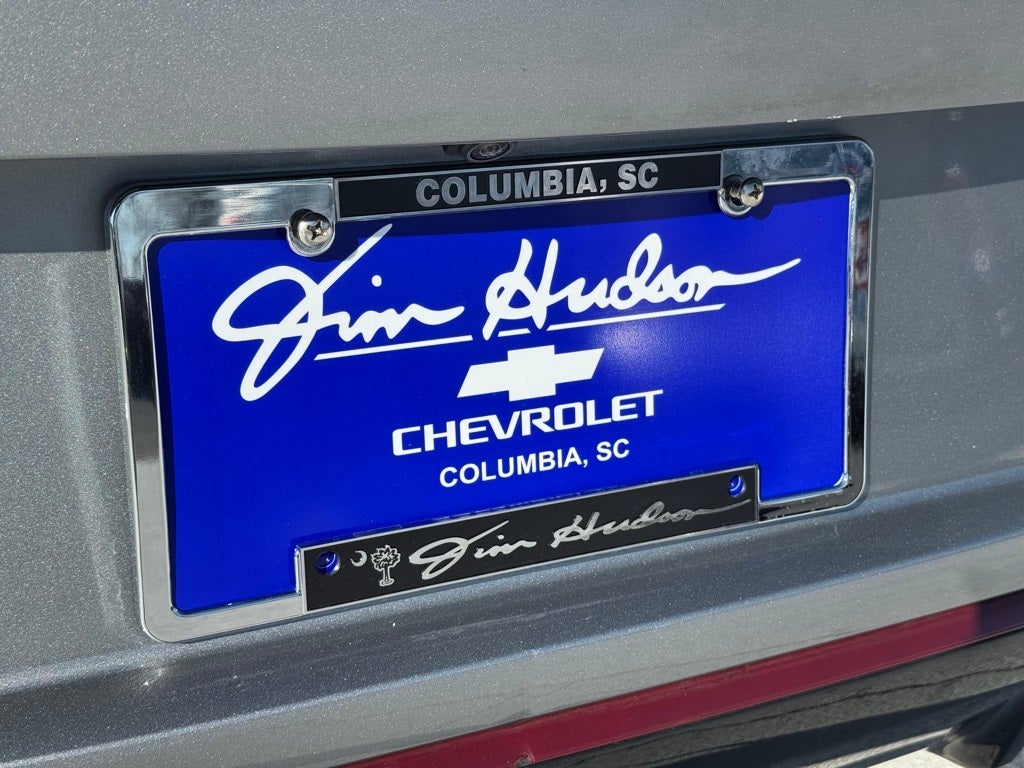 COLUMBIA, SC
Jim Hudson
CHEVROLET
COLUMBIA, SC
Jim Hudson